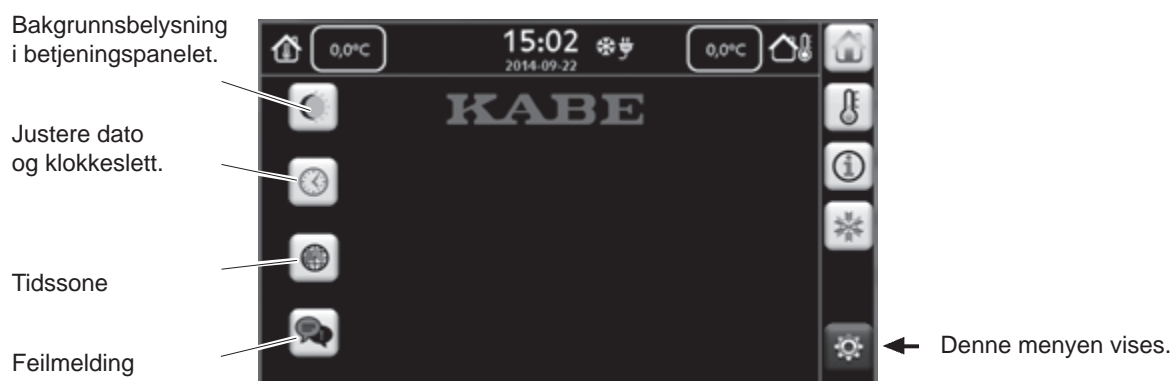 Bakgrunnsbelysning
i betjeningspanelet.
Justere dato
og klokkeslett.
Tidssone
Feilmelding
0,0°C
15:02
2014-09-22
0,0°C
KABE
Denne menyen vises.